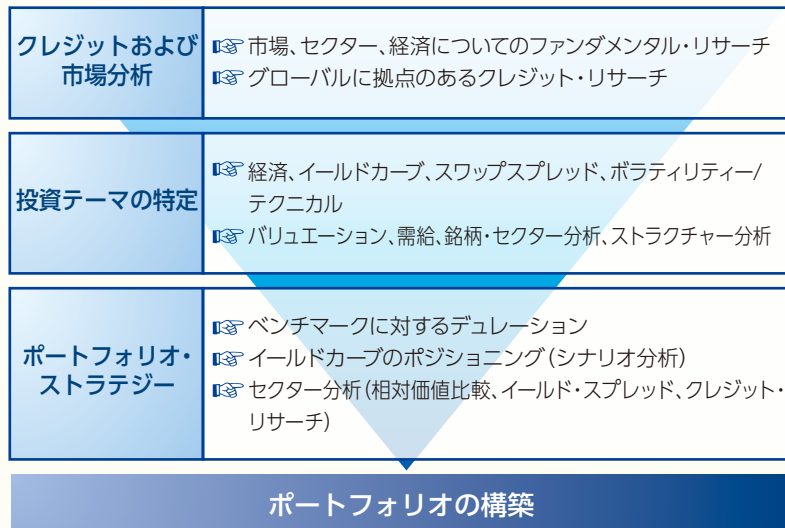 クレジットおよび
市場分析
☞市場、セクター、経済についてのファンダメンタル・リサーチ
☞グローバルに拠点のあるクレジット・リサーチ
投資テーマの特定
☞経済、イールドカーブ、スワップスプレッド、ボラティリティー/
テクニカル
☞バリュエーション、需給、銘柄・セクター分析、ストラクチャー分析
ポートフォリオ・
ストラテジー
☞ベンチマークに対するデュレーション
☞イールドカーブのポジショニング(シナリオ分析)
☞セクター分析(相対価値比較、イールド・スプレッド、クレジット・
リサーチ)
ポートフォリオの構築